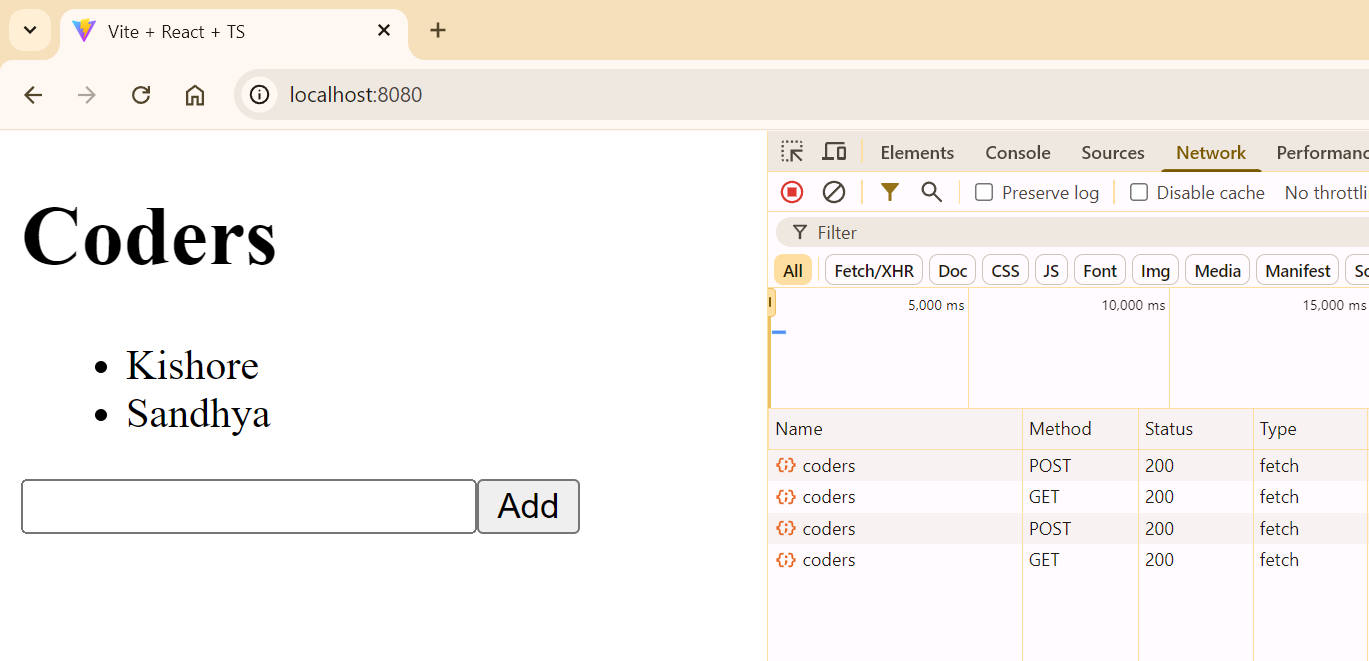 Vite + React + TS
localhost:8080
Coders
Kishore
Sandhya
Add
Elements Console Sources Network Performanc
Preserve log Disable cache No throttli
Filter
All Fetch/XHR Doc CSS JS Font Img Media Manifest Sc
5,000 ms 10,000 ms 15,000 ms
Name Method Status Type
coders POST 200 fetch
coders GET 200 fetch
coders POST 200 fetch
coders GET 200 fetch